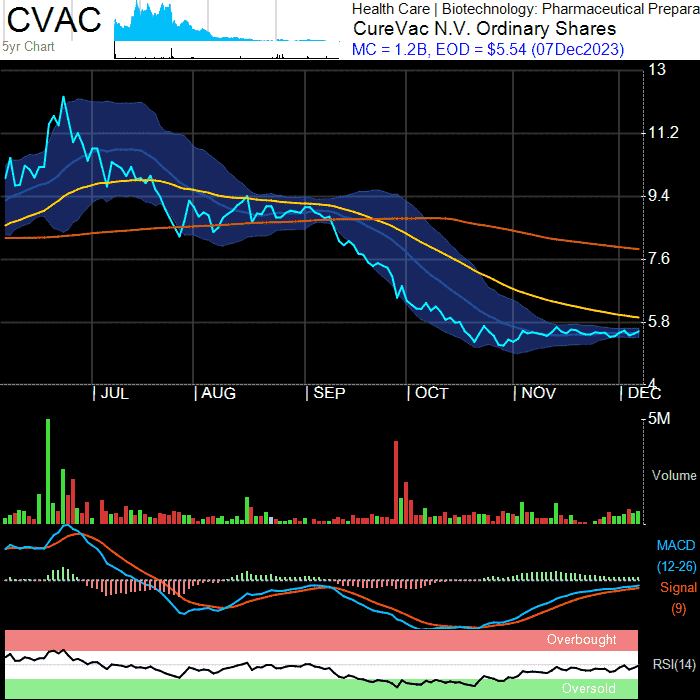 CVAC
5yr Chart
Health Care | Biotechnology: Pharmaceutical Prepara
CureVac N.V. Ordinary Shares
MC = 1.2B, EOD = $5.54 (07Dec2023)
13
11.2
9.4
7.6
5.8
4
JUL AUG SEP OCT NOV DEC
5M
Volume
MACD
(12-26)
Signal
(9)
Overbought
RSI(14)
Oversold